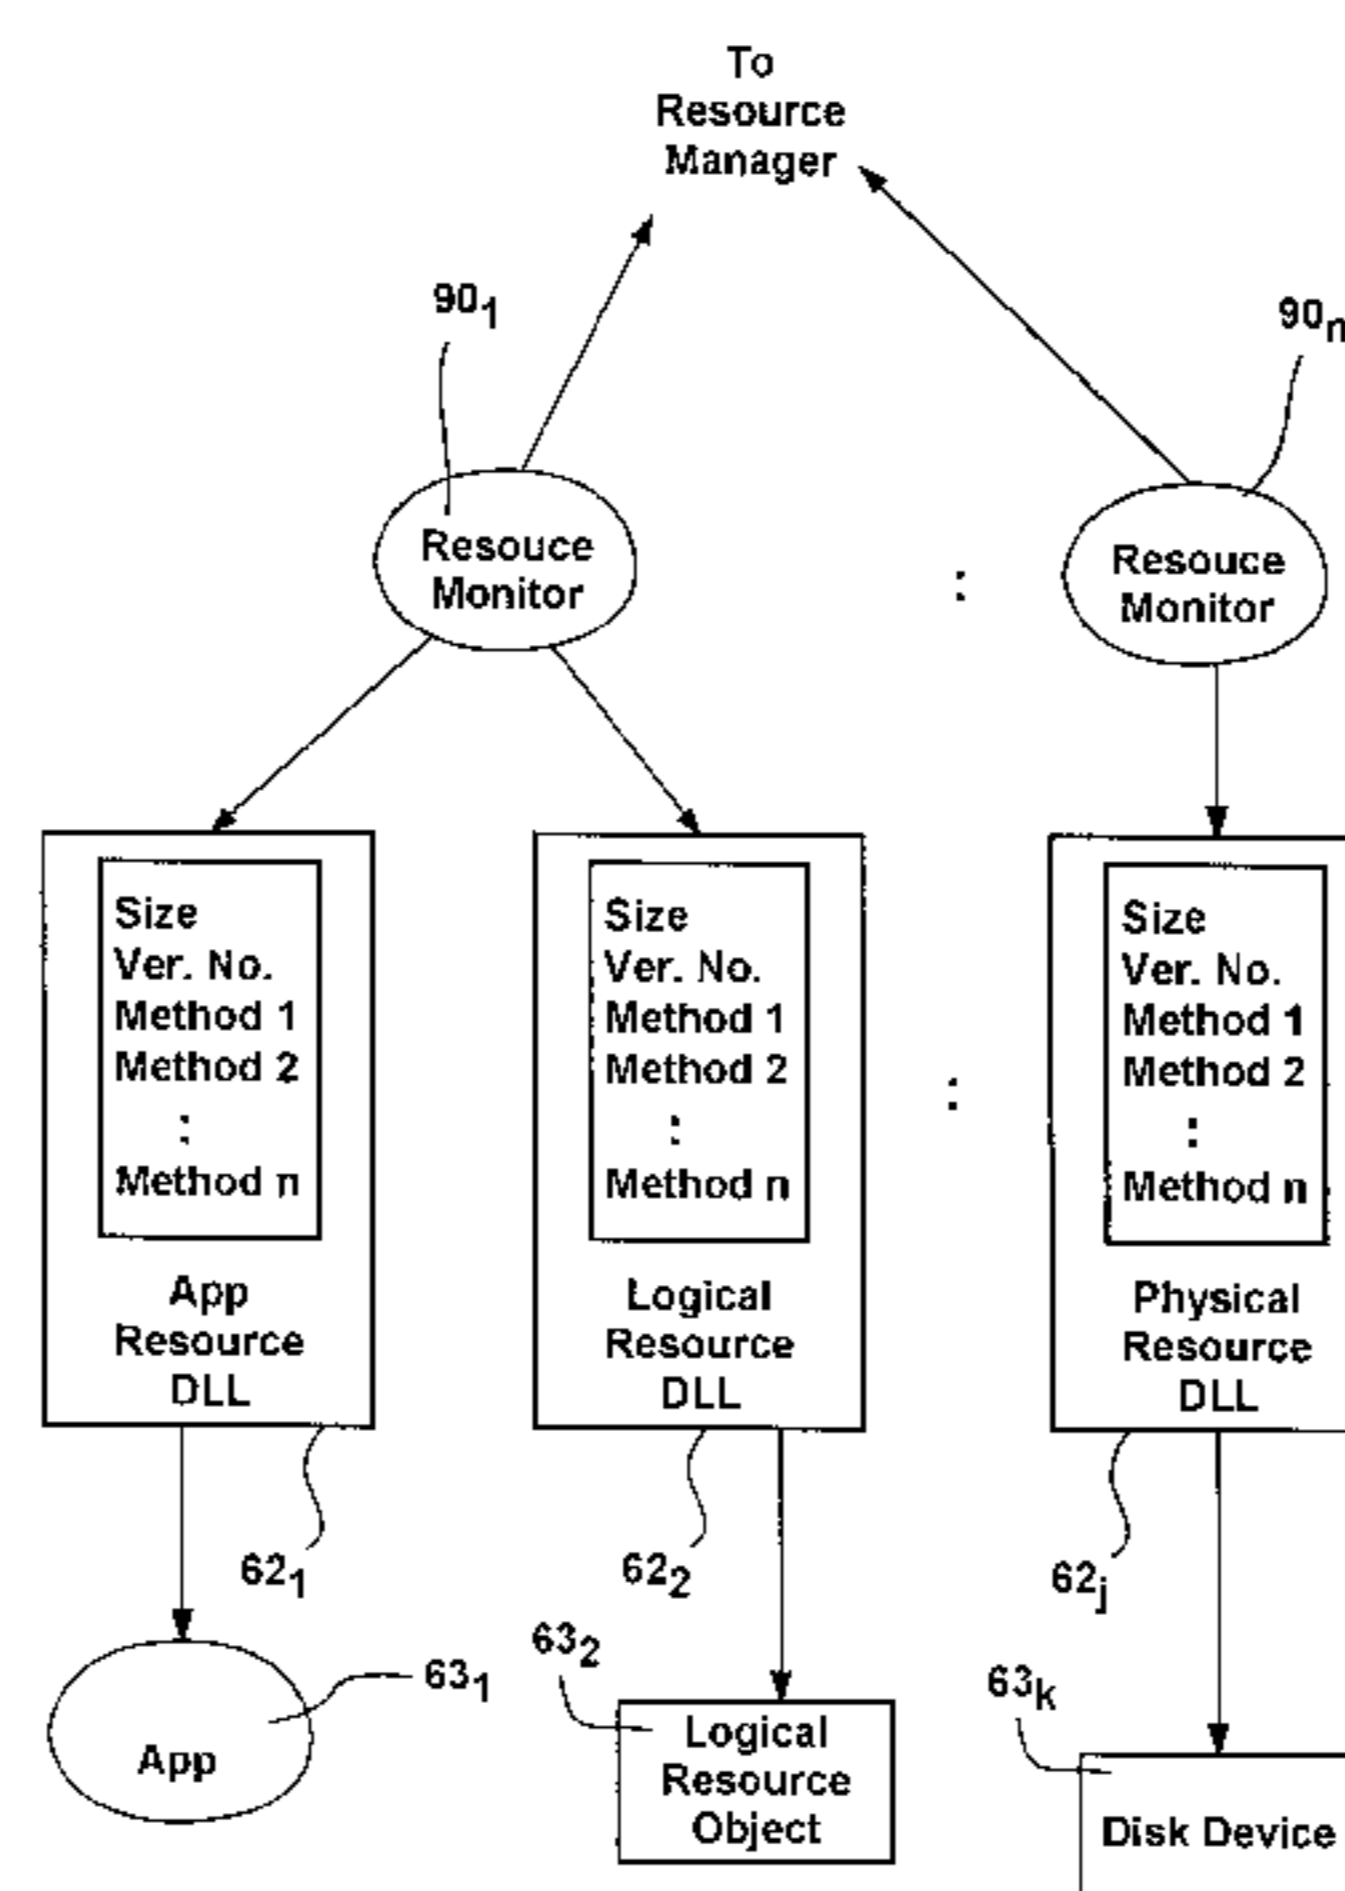 To
Resource
Manager
90₁
90ₙ
Resouce
Monitor
:
Resouce
Monitor
Size
Ver. No.
Method 1
Method 2
:
Method n
App
Resource
DLL
Size
Ver. No.
Method 1
Method 2
:
Method n
Logical
Resource
DLL
:
Size
Ver. No.
Method 1
Method 2
:
Method n
Physical
Resource
DLL
62₁
62₂
62ⱼ
63₁
App
63₂
Logical
Resource
Object
63ₖ
Disk Device